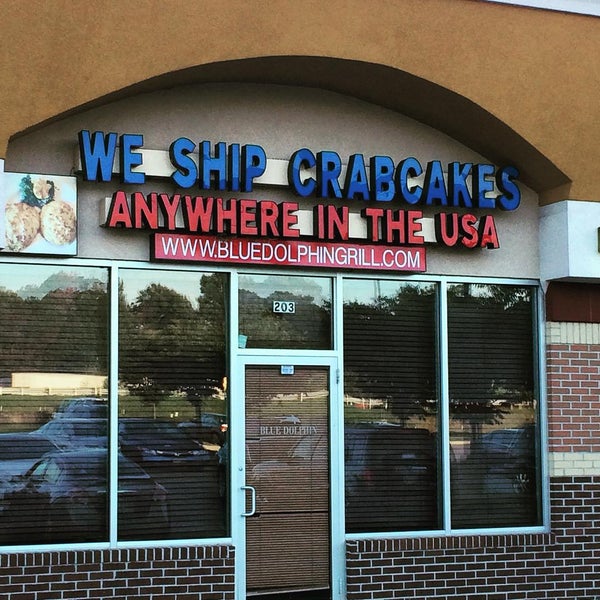 WE SHIP CRABCAKES
ANYWHERE IN THE USA
WWW.BLUEDOLPHINGRILL.COM
203
BLUE DOLPHIN